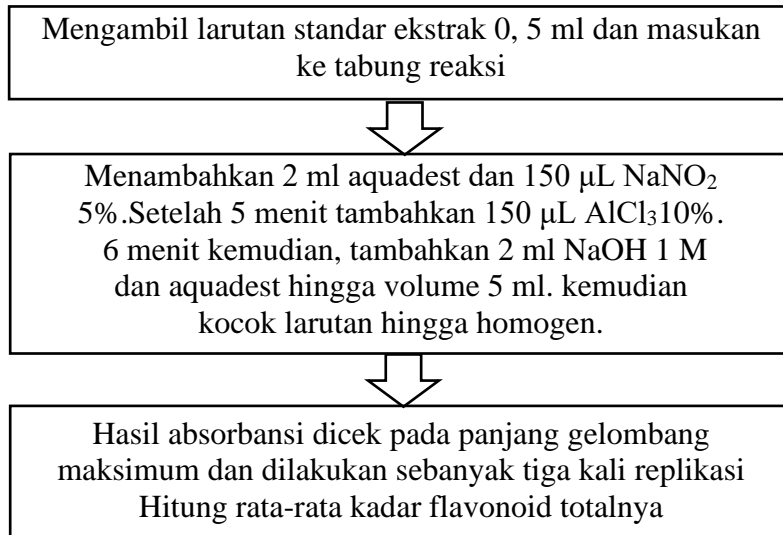 Mengambil larutan standar ekstrak 0, 5 ml dan masukan
ke tabung reaksi
Menambahkan 2 ml aquadest dan 150 μL NaNO₂
5%.Setelah 5 menit tambahkan 150 μL AlCl₃10%.
6 menit kemudian, tambahkan 2 ml NaOH 1 M
dan aquadest hingga volume 5 ml. kemudian
kocok larutan hingga homogen.
Hasil absorbansi dicek pada panjang gelombang
maksimum dan dilakukan sebanyak tiga kali replikasi
Hitung rata-rata kadar flavonoid totalnya